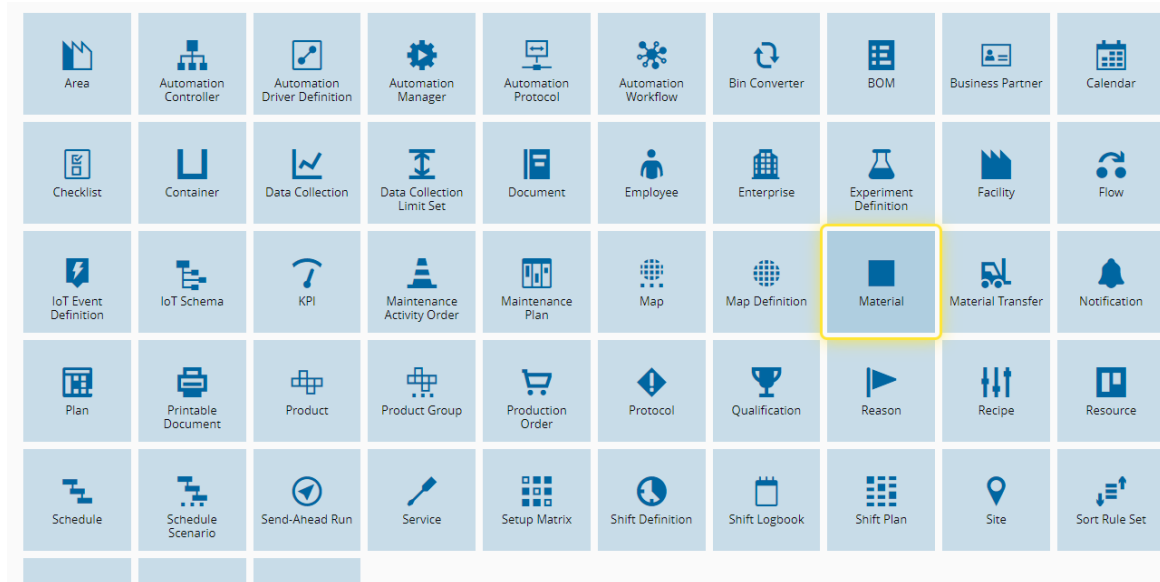 Area
Automation
Controller
Automation
Driver Definition
Automation
Manager
Automation
Protocol
Automation
Workflow
Bin Converter
BOM
Business Partner
Calendar
Checklist
Container
Data Collection
Data Collection
Limit Set
Document
Employee
Enterprise
Experiment
Definition
Facility
Flow
IoT Event
Definition
IoT Schema
KPI
Maintenance
Activity Order
Maintenance
Plan
Map
Map Definition
Material
Material Transfer
Notification
Plan
Printable
Document
Product
Product Group
Production
Order
Protocol
Qualification
Reason
Recipe
Resource
Schedule
Schedule
Scenario
Send-Ahead Run
Service
Setup Matrix
Shift Definition
Shift Logbook
Shift Plan
Site
Sort Rule Set